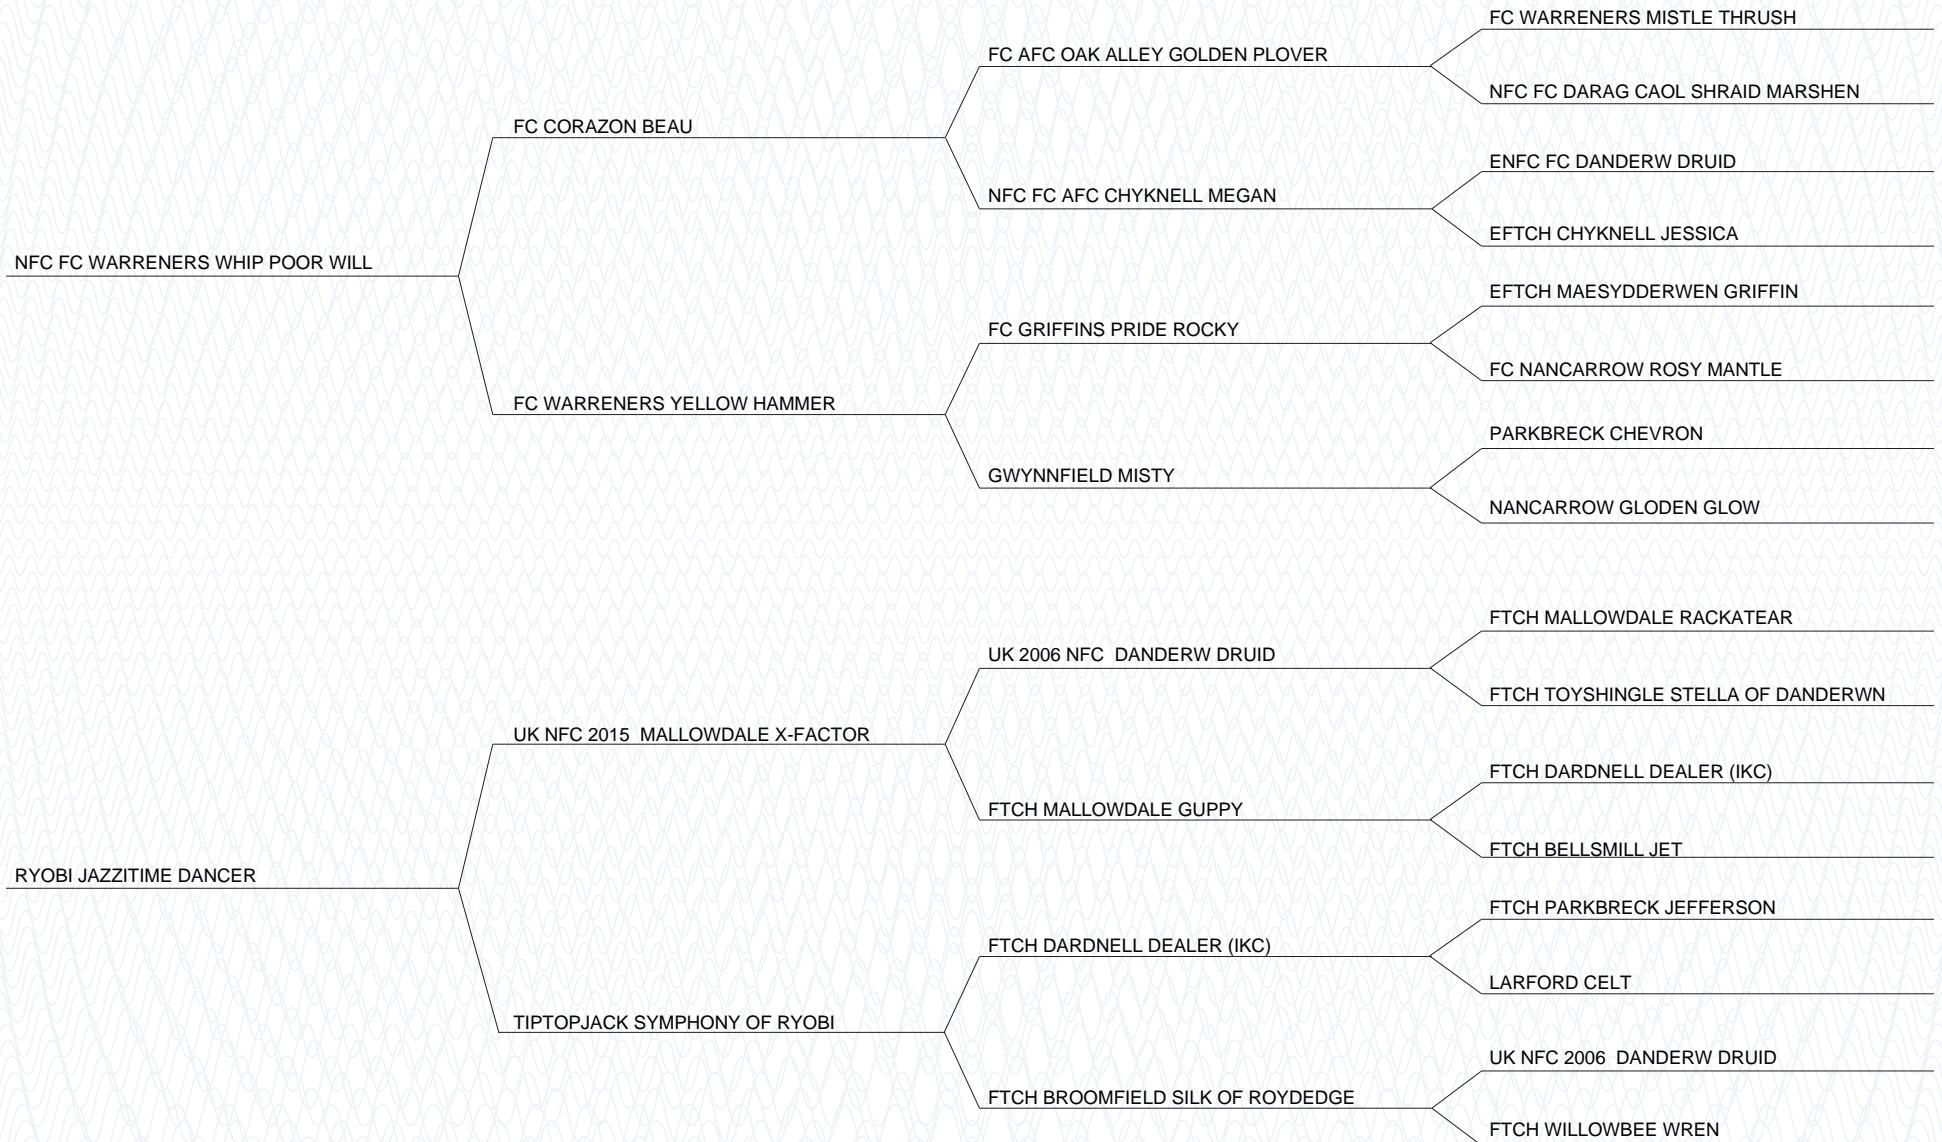 FC WARRENERS MISTLE THRUSH
FC AFC OAK ALLEY GOLDEN PLOVER
NFC FC DARAG CAOL SHRAID MARSHEN
FC CORAZON BEAU
ENFC FC DANDERW DRUID
NFC FC AFC CHYKNELL MEGAN
EFTCH CHYKNELL JESSICA
NFC FC WARRENERS WHIP POOR WILL
EFTCH MAESYDDERWEN GRIFFIN
FC GRIFFINS PRIDE ROCKY
FC NANCARROW ROSY MANTLE
FC WARRENERS YELLOW HAMMER
PARKBRECK CHEVRON
GWYNNFIELD MISTY
NANCARROW GLODEN GLOW
FTCH MALLOWDALE RACKATEAR
UK 2006 NFC  DANDERW DRUID
FTCH TOYSHINGLE STELLA OF DANDERWN
UK NFC 2015  MALLOWDALE X-FACTOR
FTCH DARDNELL DEALER (IKC)
FTCH MALLOWDALE GUPPY
FTCH BELLSMILL JET
RYOBI JAZZITIME DANCER
FTCH PARKBRECK JEFFERSON
FTCH DARDNELL DEALER (IKC)
LARFORD CELT
TIPTOPJACK SYMPHONY OF RYOBI
UK NFC 2006  DANDERW DRUID
FTCH BROOMFIELD SILK OF ROYDEDGE
FTCH WILLOWBEE WREN